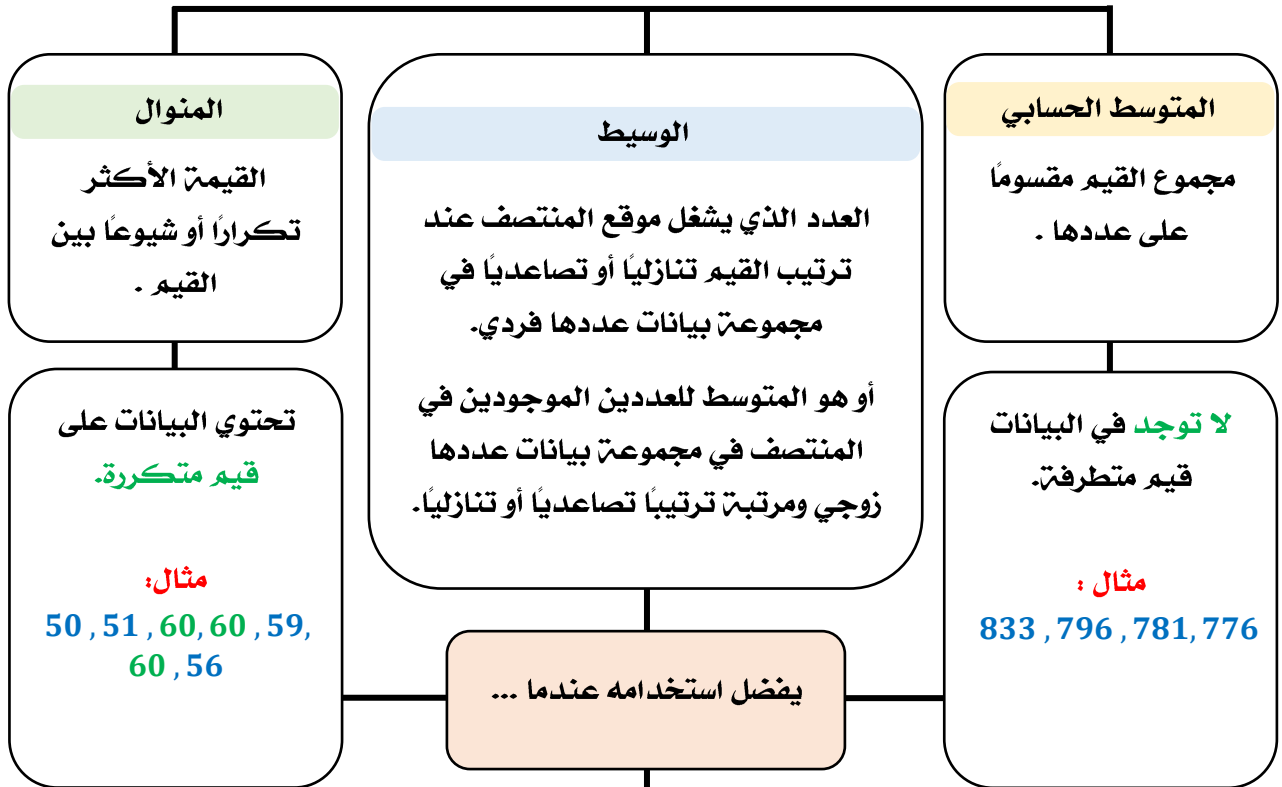 المتوسط الحسابي
مجموع القيم مقسومًا
على عددها .
الوسيط
العدد الذي يشغل موقع المنتصف عند
ترتيب القيم تنازليًا أو تصاعديًا في
مجموعة بيانات عددها فردي.
أو هو المتوسط للعددين الموجودين في
المنتصف في مجموعة بيانات عددها
زوجي ومرتبة ترتيبًا تصاعديًا أو تنازليًا.
المنوال
القيمة الأكثر
تكرارًا أو شيوعًا بين
القيم .
يفضل استخدامه عندما ...
لا توجد في البيانات
قيم متطرفة.
مثال :
833 , 796 , 781, 776
تحتوي البيانات على
قيم متكررة.
مثال:
50 , 51 , 60, 60 , 59,
60 , 56